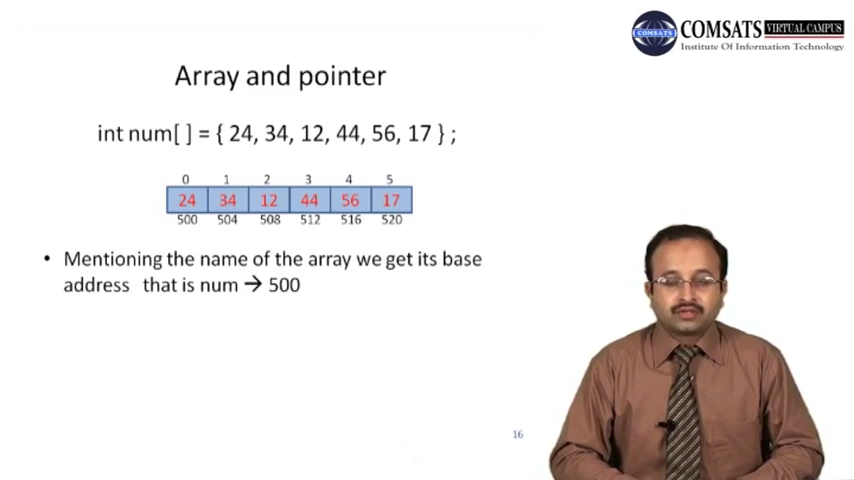 COMSATS
COMSATS VIRTUAL CAMPUS
Institute Of Information Technology
Array and pointer
int num[ ] = { 24, 34, 12, 44, 56, 17 } ;
0 1 2 3 4 5
24 34 12 44 56 17
500 504 508 512 516 520
• Mentioning the name of the array we get its base
address that is num → 500
16